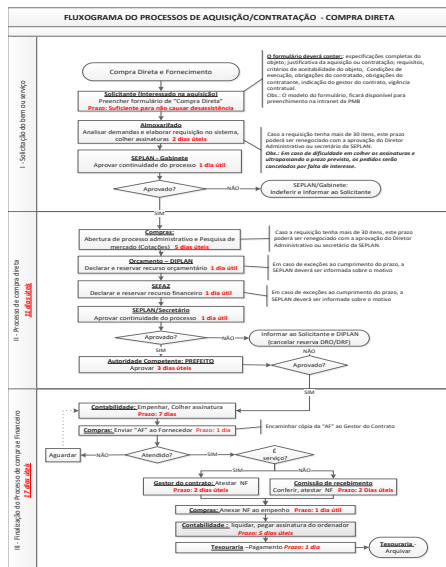 FLUXOGRAMA DO PROCESSOS DE AQUISIÇÃO/CONTRATAÇÃO - COMPRA DIRETA
I - Solicitação do bem ou serviço
Compra Direta e Fornecimento
O formulário deverá conter: especificações completas do
objeto; justificativa da aquisição ou contratação; requisitos,
critérios de aceitabilidade do objeto, Condições de
execução, obrigações do contratado, obrigações do
contratante, indicação do gestor do contrato, vigência
contratual.
Obs.: O modelo do formulário, ficará disponível para
preenchimento na intranet da PMB
Solicitante (Interessado na aquisição)
Preencher formulário de "Compra Direta"
Prazo: Suficiente para não causar desassistência
Almoxarifado
Analisar demandas e elaborar requisição no sistema,
colher assinaturas 2 dias úteis
Caso a requisição tenha mais de 30 itens, este prazo
poderá ser renegociado com a aprovação do Diretor
Administrativo ou secretário da SEPLAN.
Obs.: Em caso de dificuldade em colher as assinaturas e
ultrapassando o prazo previsto, os pedidos serão
cancelados por falta de interesse.
SEPLAN - Gabinete
Aprovar continuidade do processo 1 dia útil
Aprovado?
NÃO
SEPLAN/Gabinete:
Indeferir e informar ao Solicitante
SIM
II - Processo de compra direta
11 dias úteis
Compras:
Abertura de processo administrativo e Pesquisa de
mercado (Cotações) 5 dias úteis
Caso a requisição tenha mais de 30 itens, este prazo
poderá ser renegociado com a aprovação do Diretor
Administrativo ou secretário da SEPLAN.
Orçamento – DIPLAN
Declarar e reservar recurso orçamentário 1 dia útil
Em caso de exceções ao cumprimento do prazo, a
SEPLAN deverá ser informada sobre o motivo
SEFAZ
Declarar e reservar recurso financeiro 1 dia útil
Em caso de exceções ao cumprimento do prazo, a
SEPLAN deverá ser informada sobre o motivo
SEPLAN/Secretário
Aprovar continuidade do processo 1 dia útil
Aprovado?
NÃO
Informar ao Solicitante e DIPLAN
(cancelar reserva DRO/DRF)
SIM
NÃO
Autoridade Competente: PREFEITO
Aprovar 3 dias úteis
Aprovado?
SIM
III - Finalização do Processo de compra e Financeiro
17 dias úteis
Contabilidade: Empenhar, Colher assinatura
Prazo: 7 dias
Compras: Enviar "AF" ao Fornecedor Prazo: 1 dia
Encaminhar cópia da "AF" ao Gestor do Contrato
Aguardar
NÃO
Atendido?
SIM
É
serviço?
SIM
NÃO
Gestor do contrato: Atestar NF
Prazo: 2 dias úteis
Comissão de recebimento
Conferir, atestar NF Prazo: 2 Dias úteis
Compras: Anexar NF ao empenho Prazo: 1 dia útil
Contabilidade : liquidar, pegar assinatura do ordenador
Prazo: 5 dias úteis
Tesouraria –Pagamento Prazo: 1 dia
Tesouraria -
Arquivar